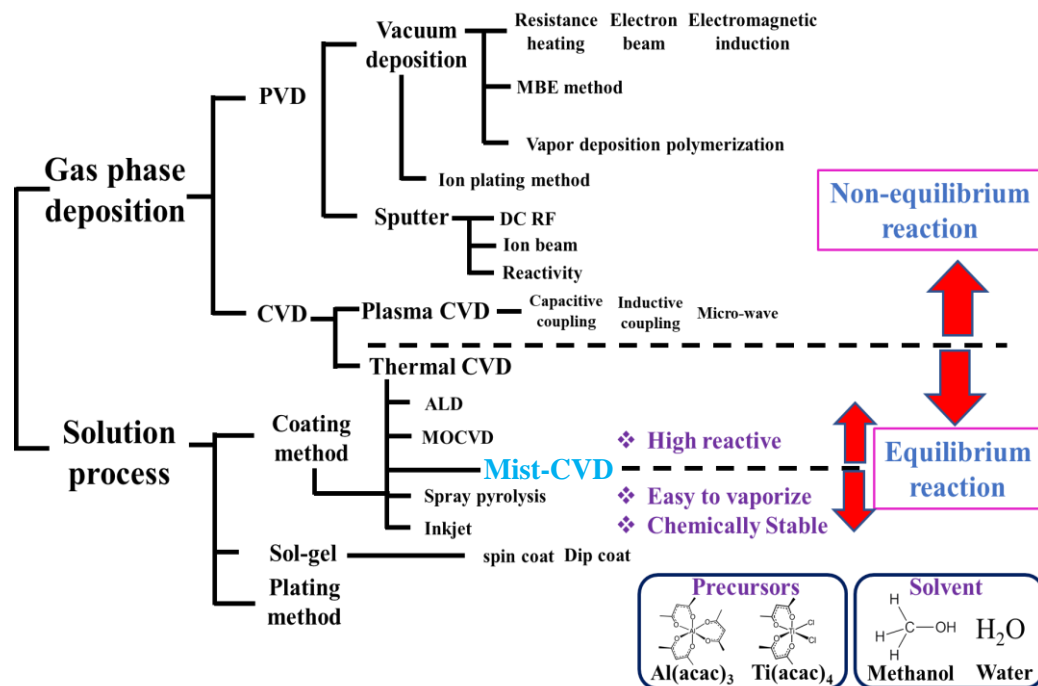 Vacuum deposition
Resistance heating
Electron beam
Electromagnetic induction
PVD
MBE method
Vapor deposition polymerization
Gas phase deposition
Ion plating method
Non-equilibrium reaction
Sputter
DC RF
Ion beam
Reactivity
CVD
Plasma CVD
Capacitive coupling
Inductive coupling
Micro-wave
Thermal CVD
ALD
Solution process
Coating method
MOCVD
❖ High reactive
Equilibrium reaction
Mist-CVD
Spray pyrolysis
❖ Easy to vaporize
Inkjet
❖ Chemically Stable
Sol-gel
spin coat Dip coat
Plating method
Precursors
Al
O
O
O
O
O
O
Al(acac)3
Ti
O
O
O
O
Cl
Cl
Ti(acac)4
Solvent
H
H
C
OH
H
Methanol
H2O
Water